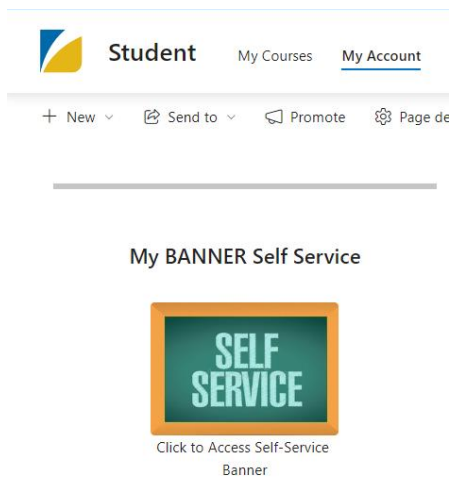 Student My Courses My Account
+ New Send to Promote Page de
My BANNER Self Service
SELF
SERVICE
Click to Access Self-Service
Banner